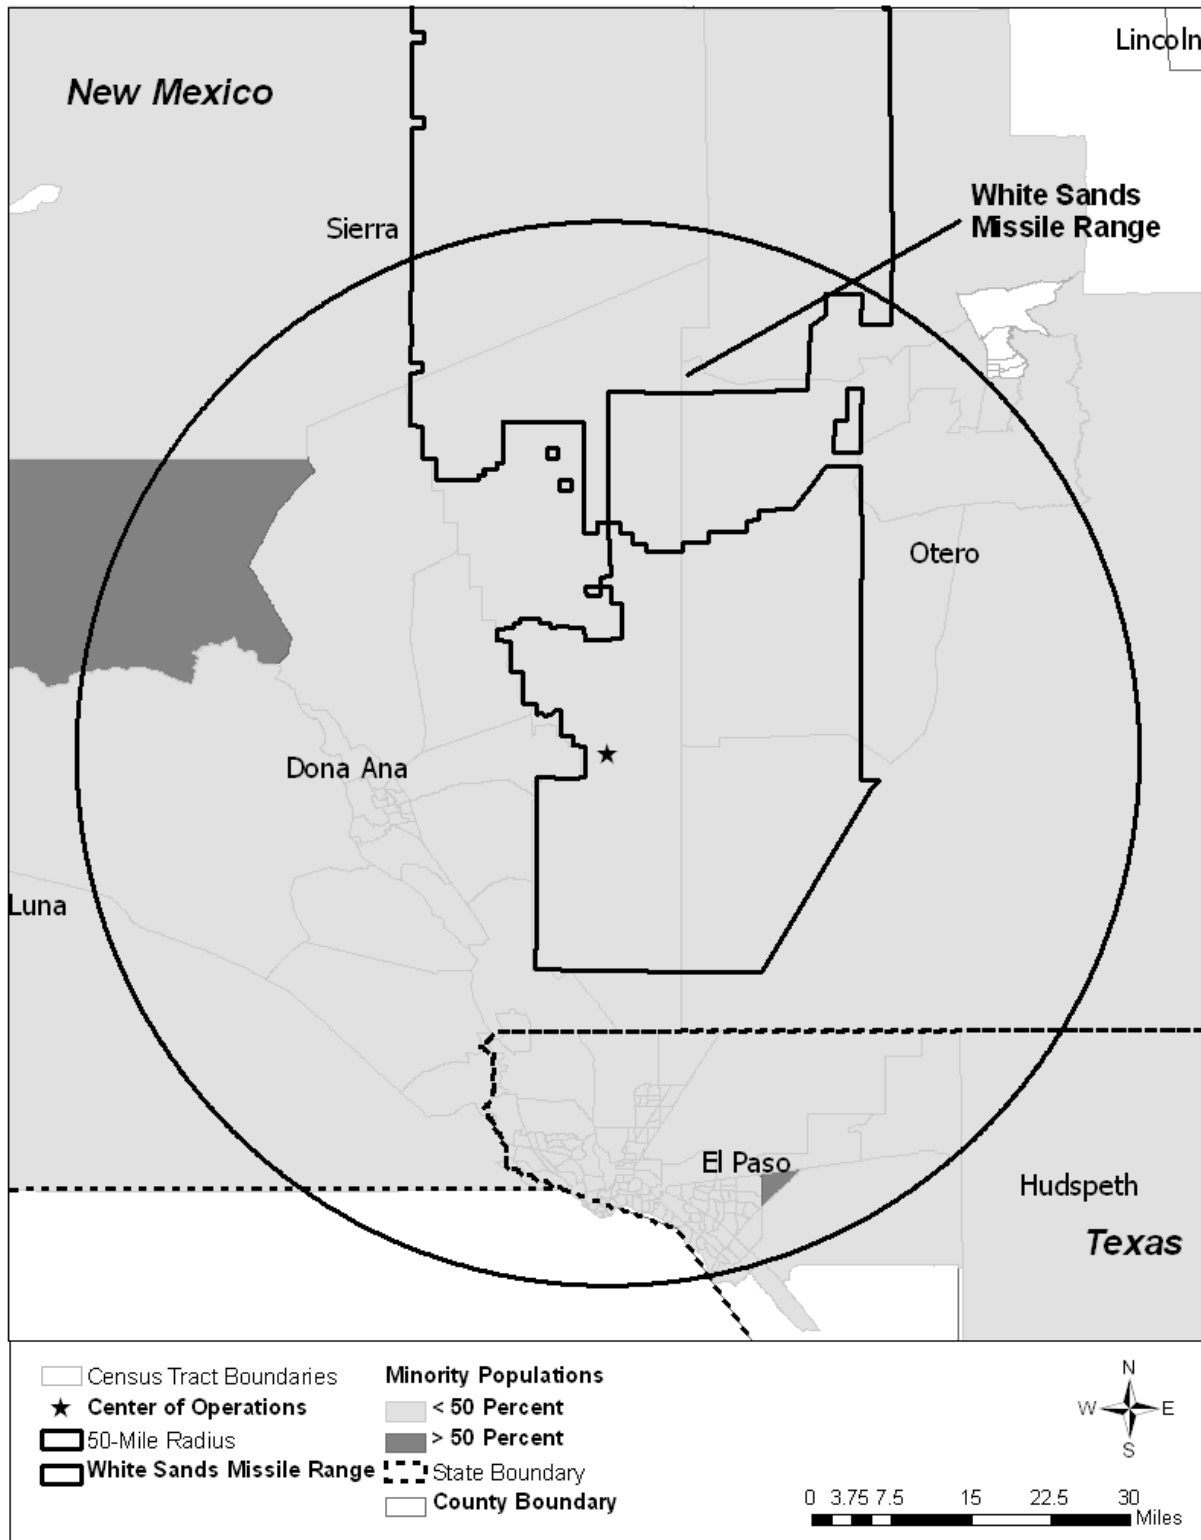 Lincoln
New Mexico
White Sands
Missile Range
Sierra
Otero
Dona Ana
Luna
El Paso
Hudspeth
Texas
Census Tract Boundaries
Center of Operations
50-Mile Radius
White Sands Missile Range
Minority Populations
< 50 Percent
> 50 Percent
State Boundary
County Boundary
N
W E
S
0 3.75 7.5 15 22.5 30
Miles